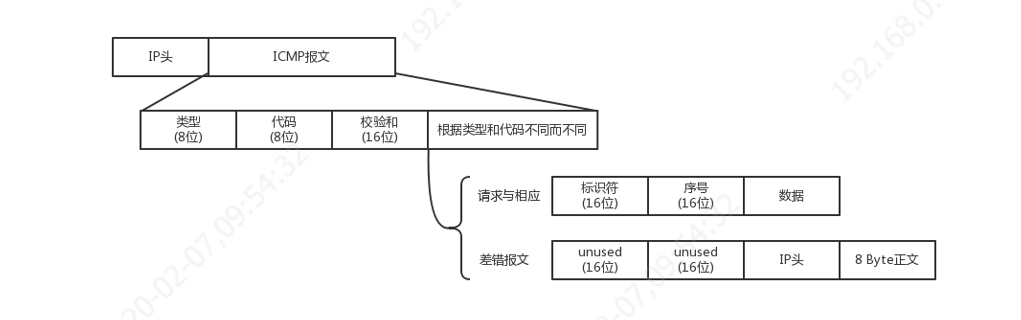 IP头
ICMP报文
类型
(8位)
代码
(8位)
校验和
(16位)
根据类型和代码不同而不同
请求与相应
标识符
(16位)
序号
(16位)
数据
差错报文
unused
(16位)
unused
(16位)
IP头
8 Byte正文
192.
192.168.0.
20-02-07,09:54:32
2-07,09:54:32